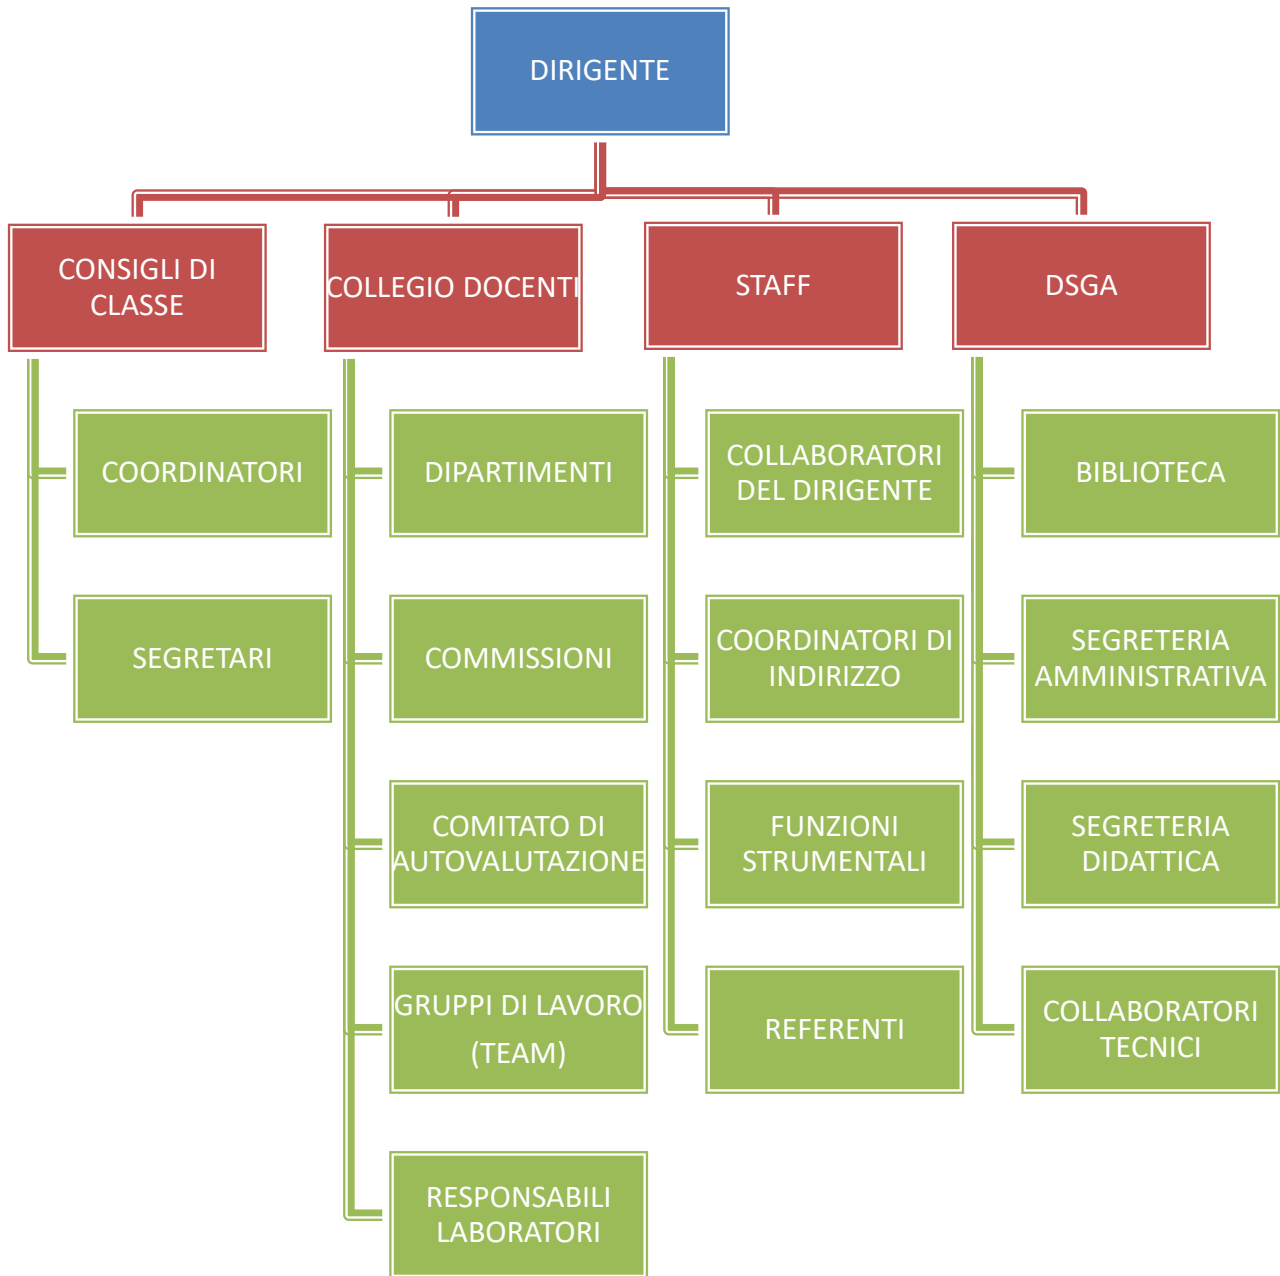 DIRIGENTE
CONSIGLI DI
CLASSE
COLLEGIO DOCENTI
STAFF
DSGA
COORDINATORI
SEGRETARI
DIPARTIMENTI
COMMISSIONI
COMITATO DI
AUTOVALUTAZIONE
GRUPPI DI LAVORO
(TEAM)
RESPONSABILI
LABORATORI
COLLABORATORI
DEL DIRIGENTE
COORDINATORI DI
INDIRIZZO
FUNZIONI
STRUMENTALI
REFERENTI
BIBLIOTECA
SEGRETERIA
AMMINISTRATIVA
SEGRETERIA
DIDATTICA
COLLABORATORI
TECNICI